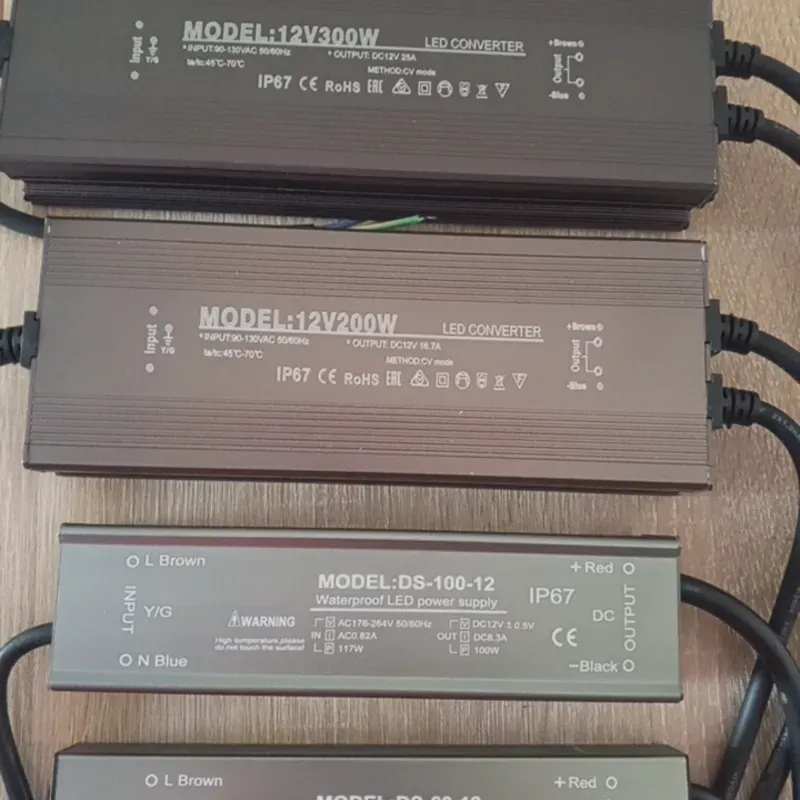 MODEL:12V300W
LED CONVERTER
* INPUT:90-130VAC 50/60Hz
* OUTPUT: DC12V 25A
ta/tc:45℃-70℃
METHOD:CV mode
IP67 CE RoHS EAC
Input
Y/G
+Brown
Output
-Blue
MODEL:12V200W
LED CONVERTER
* INPUT:90-130VAC 50/60Hz
* OUTPUT: DC12V 16.7A
ta/tc:45℃-70℃
METHOD:CV mode
IP67 CE RoHS EAC
Input
Y/G
+Brown
Output
-Blue
L Brown
INPUT
Y/G
N Blue
MODEL:DS-100-12
Waterproof LED power supply
WARNING
High temperature,please
do not touch the surface!
IN
V AC176-264V 50/60Hz
I AC0.82A
P 117W
OUT
V DC12V ± 0.5V
I DC8.3A
P 100W
IP67
CE
+Red
DC
OUTPUT
−Black
L Brown
+Red